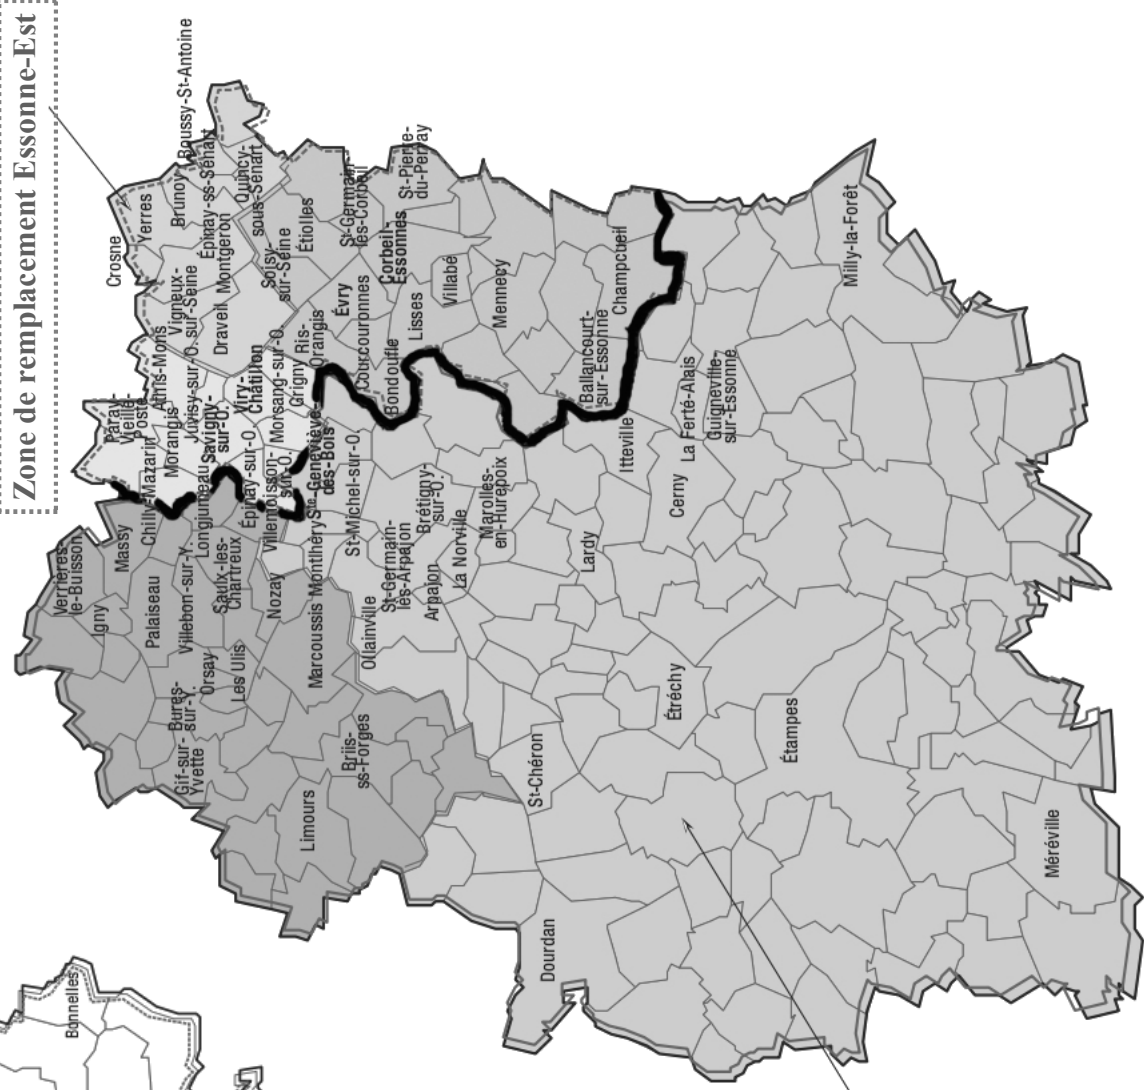 Zone de remplacement Essonne-Est
Bonnelles
Verrières-
le-Buisson
Igny
Massy
Palaiseau
Chilly-Mazarin
Paray-
Vieille-
Poste
Morangis
Athis-Mons
Juvisy-sur-O.
Savigny-
sur-O.
Viry-
Châtillon
Morsang-sur-O.
Grigny
Longjumeau
Épinay-sur-O
Villemoisson-
sur-O.
Ste-Geneviève-
des-Bois
Villebon-sur-Y.
Saulx-les-
Chartreux
Nozay
Montlhéry
Marcoussis
Orsay
Les Ulis
Bures-
sur-Y.
Gif-sur-
Yvette
Briis-
ss-Forges
Limours
Crosne
Yerres
Brunoy
Boussy-St-Antoine
Épinay-ss-Sénart
Quincy-
sous-Sénart
Montgeron
Vigneux-
sur-Seine
Draveil
Soisy-
sur-Seine
Étiolles
Ris-
Orangis
Évry
Courcouronnes
Bondoufle
Lisses
St-Germain-
lès-Corbeil
Corbeil-
Essonnes
St-Pierre-
du-Perray
Villabé
Mennecy
Ballancourt-
sur-Essonne
Champcueil
St-Michel-sur-O.
Ollainville
St-Germain-
lès-Arpajon
Arpajon
Brétigny-
sur-O.
La Norville
Marolles-
en-Hurepoix
Lardy
Itteville
Cerny
La Ferté-Alais
Guigneville-
sur-Essonne
Milly-la-Forêt
St-Chéron
Dourdan
Étréchy
Étampes
Méréville